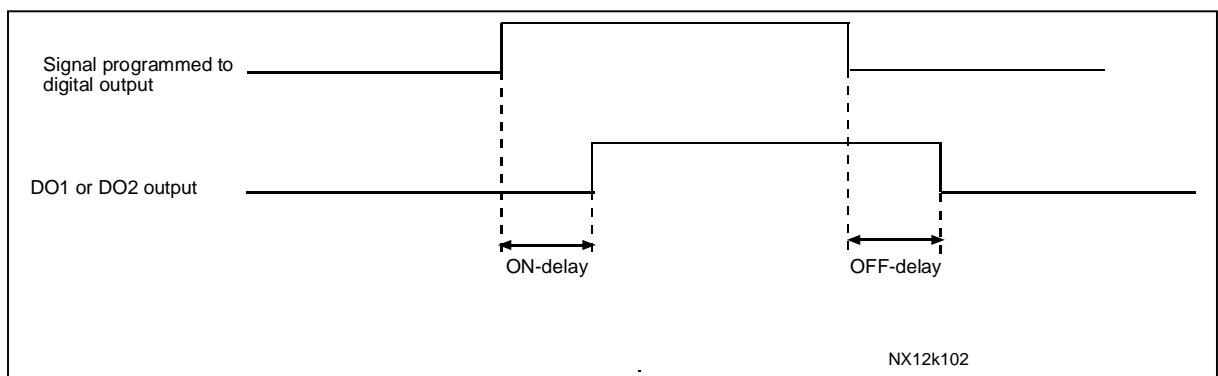 Signal programmed to
digital output
DO1 or DO2 output
ON-delay
OFF-delay
NX12k102